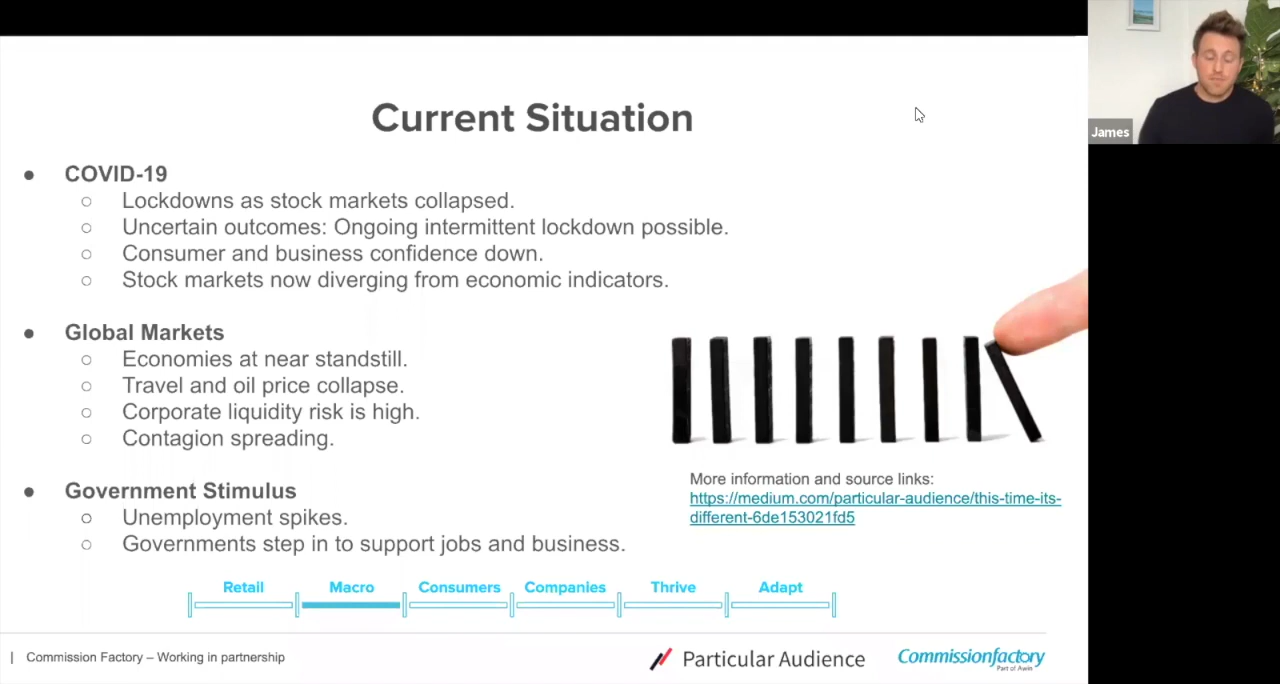 Current Situation
● COVID-19
○ Lockdowns as stock markets collapsed.
○ Uncertain outcomes: Ongoing intermittent lockdown possible.
○ Consumer and business confidence down.
○ Stock markets now diverging from economic indicators.
● Global Markets
○ Economies at near standstill.
○ Travel and oil price collapse.
○ Corporate liquidity risk is high.
○ Contagion spreading.
● Government Stimulus
○ Unemployment spikes.
○ Governments step in to support jobs and business.
More information and source links:
https://medium.com/particular-audience/this-time-its-
different-6de153021fd5
Retail Macro Consumers Companies Thrive Adapt
| Commission Factory – Working in partnership
Particular Audience
Commissionfactory
Part of Awin
James